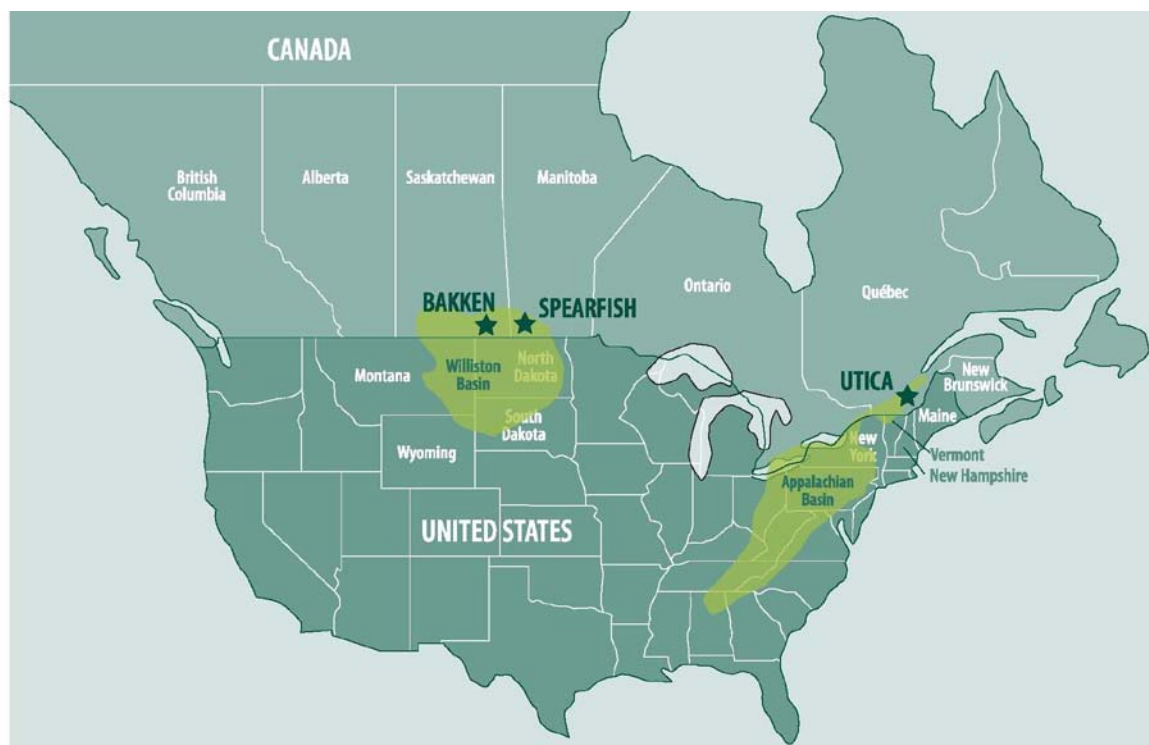 CANADA
British
Columbia
Alberta
Saskatchewan
Manitoba
Ontario
Québec
BAKKEN
SPEARFISH
Montana
Williston
Basin
North
Dakota
South
Dakota
Wyoming
UTICA
New
Brunswick
Maine
New
York
Vermont
New Hampshire
Appalachian
Basin
UNITED STATES